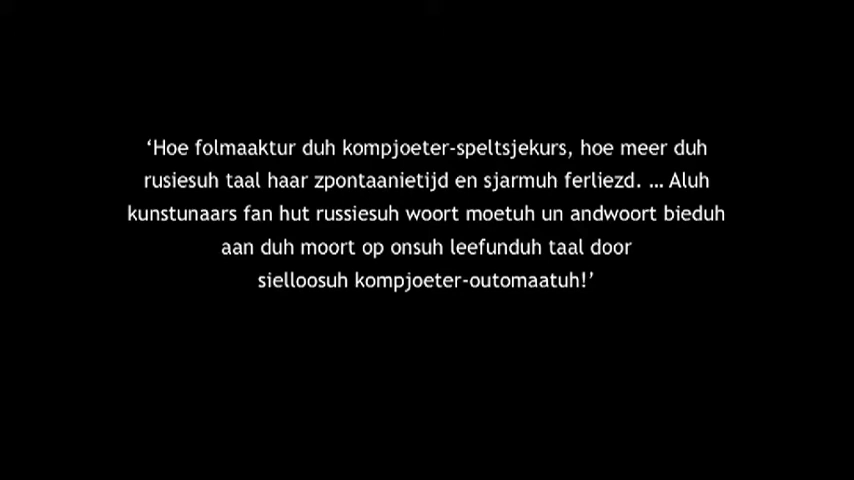 ‘Hoe folmaaktur duh kompjoeter-speltsjekurs, hoe meer duh
rusiesuh taal haar zpontaanietijd en sjarmuh ferliezd. ... Aluh
kunstunaars fan hut russiesuh woort moetuh un andwoort bieduh
aan duh moort op onsuh leefunduh taal door
sielloosuh kompjoeter-outomaatuh!’